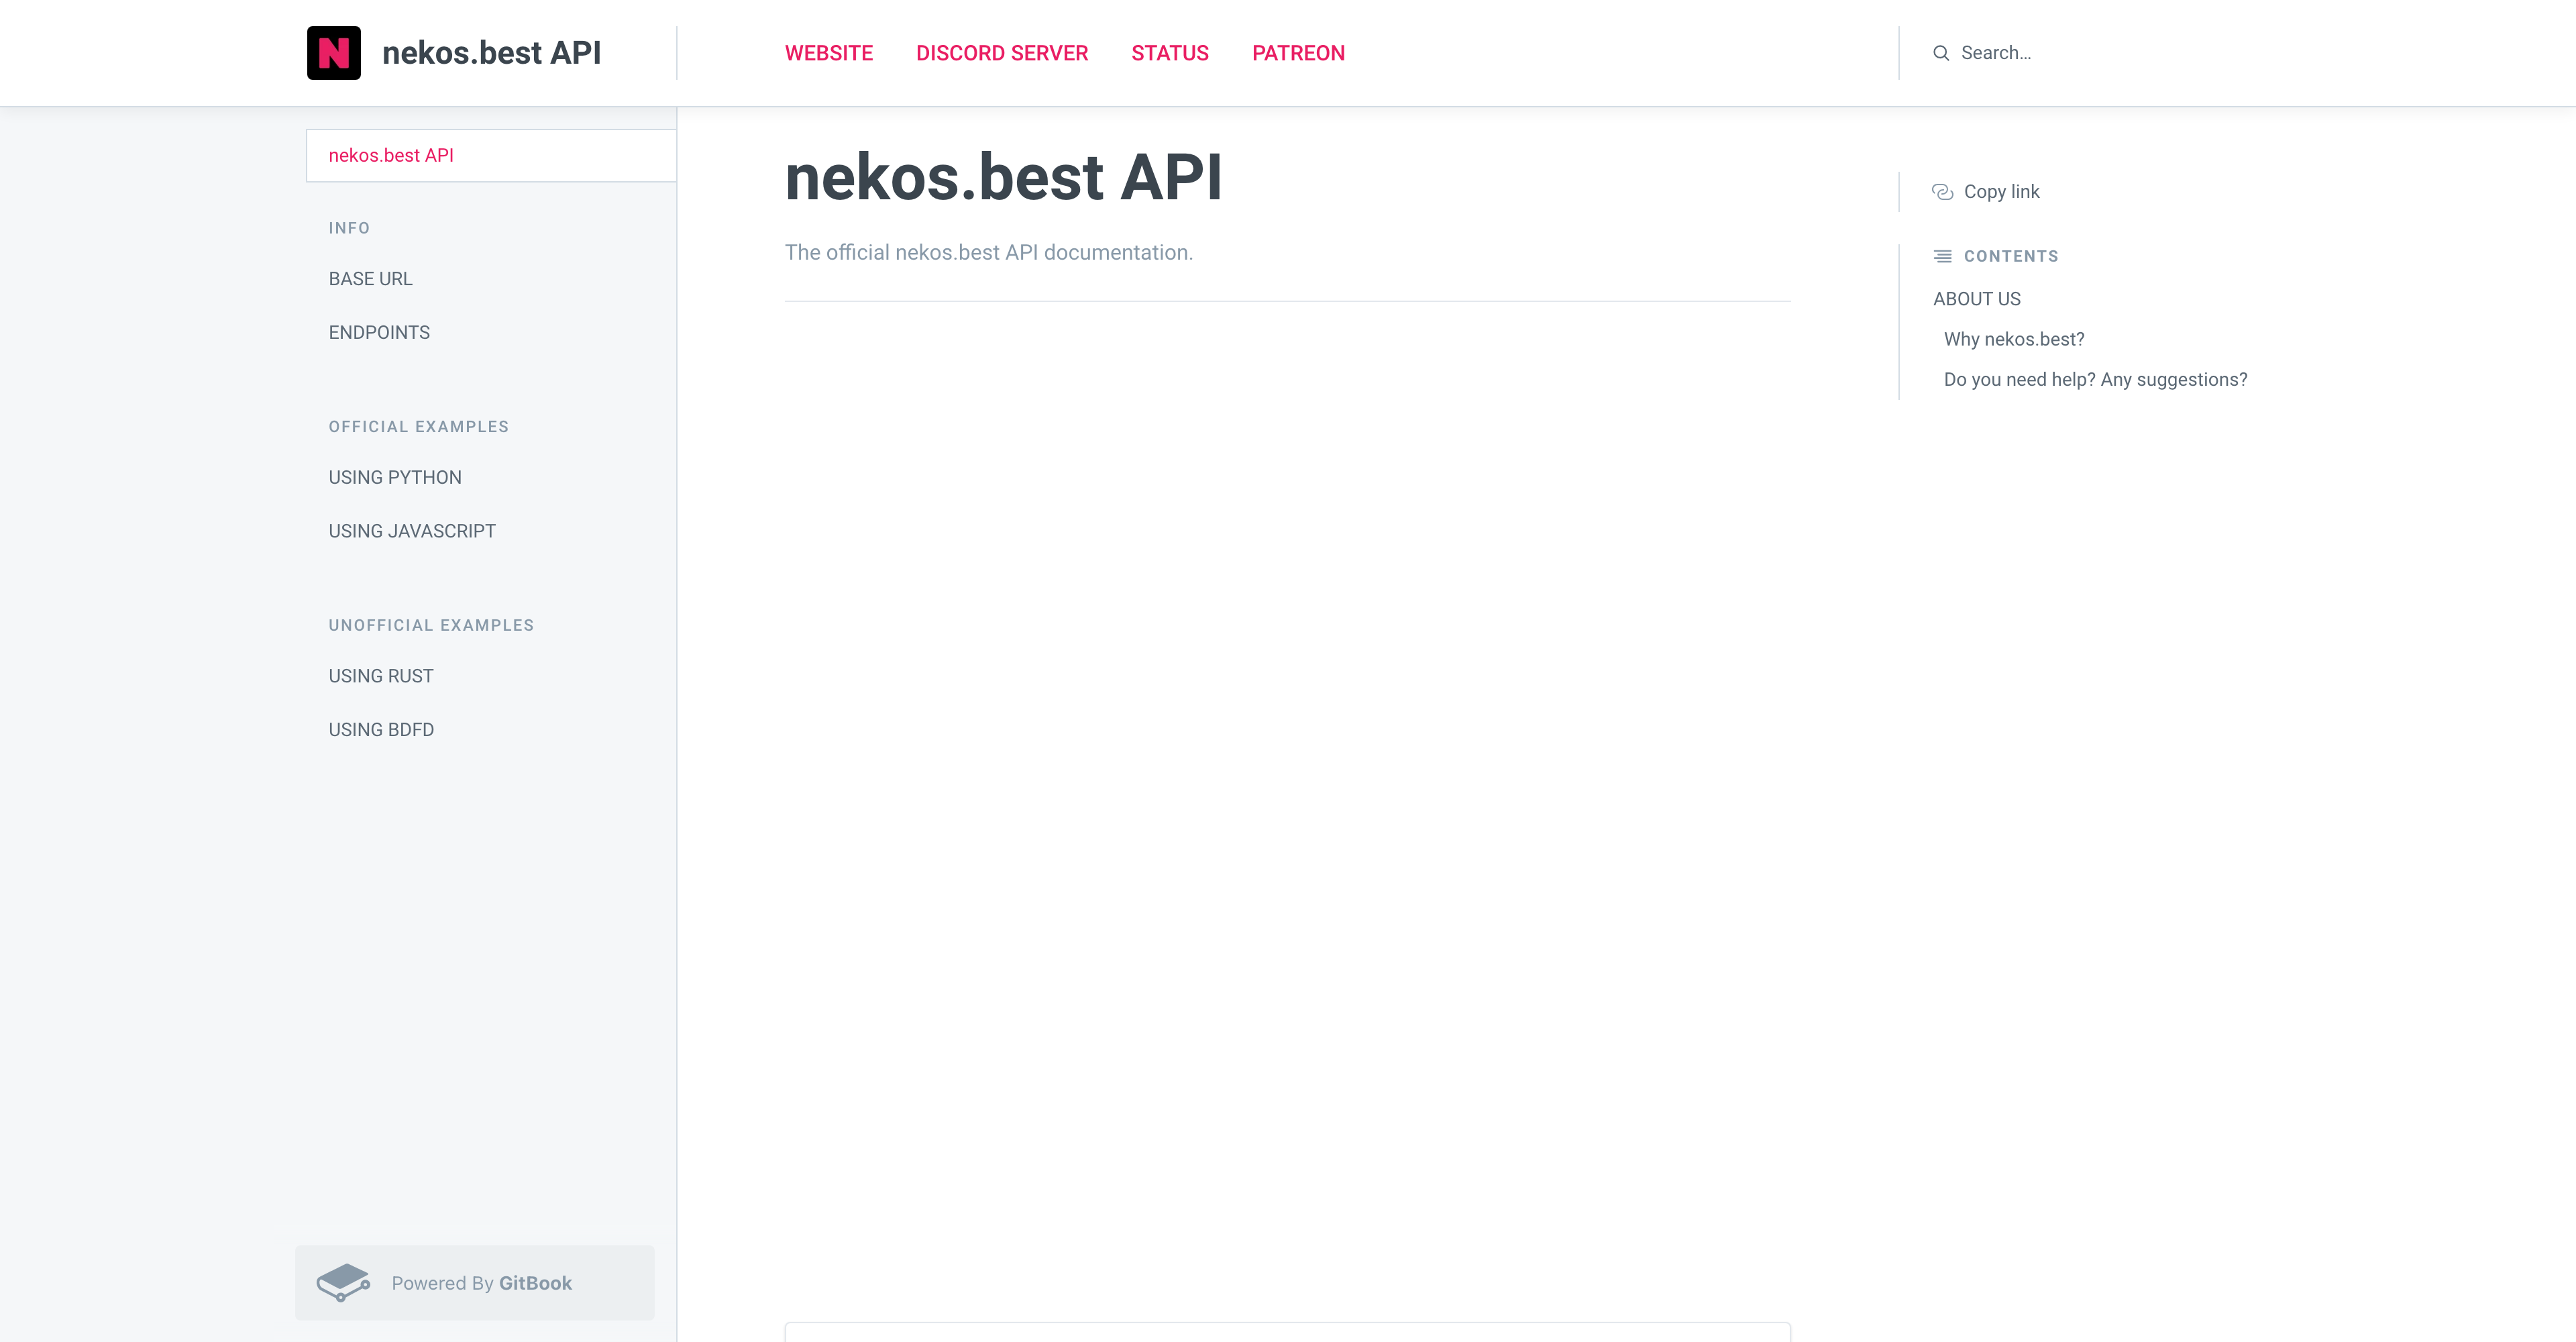 N nekos.best API
WEBSITE DISCORD SERVER STATUS PATREON
Search...
nekos.best API
INFO
BASE URL
ENDPOINTS
OFFICIAL EXAMPLES
USING PYTHON
USING JAVASCRIPT
UNOFFICIAL EXAMPLES
USING RUST
USING BDFD
Powered By GitBook
nekos.best API
The official nekos.best API documentation.
Copy link
CONTENTS
ABOUT US
Why nekos.best?
Do you need help? Any suggestions?